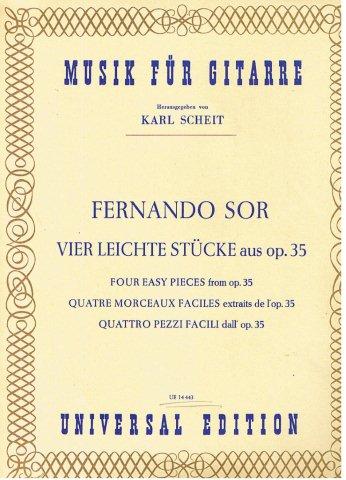 MUSIK FÜR GITARRE
Herausgegeben von
KARL SCHEIT
FERNANDO SOR
VIER LEICHTE STÜCKE aus op. 35
FOUR EASY PIECES from op. 35
QUATRE MORCEAUX FACILES extraits de l'op. 35
QUATTRO PEZZI FACILI dall' op. 35
UE 14 443
UNIVERSAL EDITION